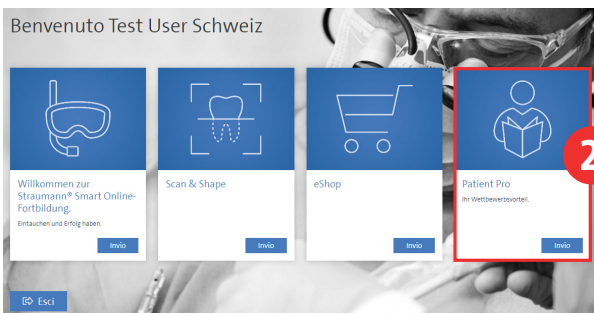 Benvenuto Test User Schweiz
Willkommen zur
Straumann® Smart Online-
Fortbildung.
Eintauchen und Erfolg haben.
Invio
Scan & Shape
Invio
eShop
Invio
Patient Pro
Ihr Wettbewerbsvorteil.
Invio
2
Esci